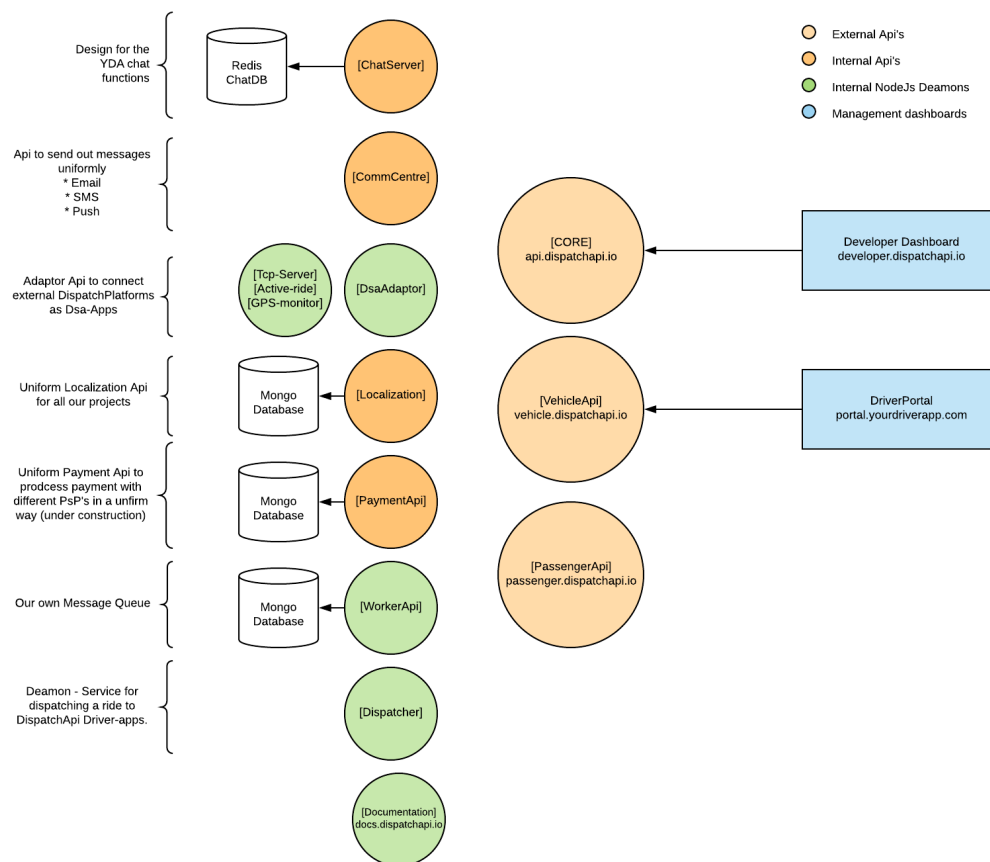 Design for the
YDA chat
functions
Redis
ChatDB
[ChatServer]
External Api's
Internal Api's
Internal NodeJs Deamons
Management dashboards
Api to send out messages
uniformly
* Email
* SMS
* Push
[CommCentre]
[CORE]
api.dispatchapi.io
Developer Dashboard
developer.dispatchapi.io
Adaptor Api to connect
external DispatchPlatforms
as Dsa-Apps
[Tcp-Server]
[Active-ride]
[GPS-monitor]
[DsaAdaptor]
Uniform Localization Api
for all our projects
Mongo
Database
[Localization]
[VehicleApi]
vehicle.dispatchapi.io
DriverPortal
portal.yourdriverapp.com
Uniform Payment Api to
prodcess payment with
different PsP's in a unfirm
way (under construction)
Mongo
Database
[PaymentApi]
[PassengerApi]
passenger.dispatchapi.io
Our own Message Queue
Mongo
Database
[WorkerApi]
Deamon - Service for
dispatching a ride to
DispatchApi Driver-apps.
[Dispatcher]
[Documentation]
docs.dispatchapi.io